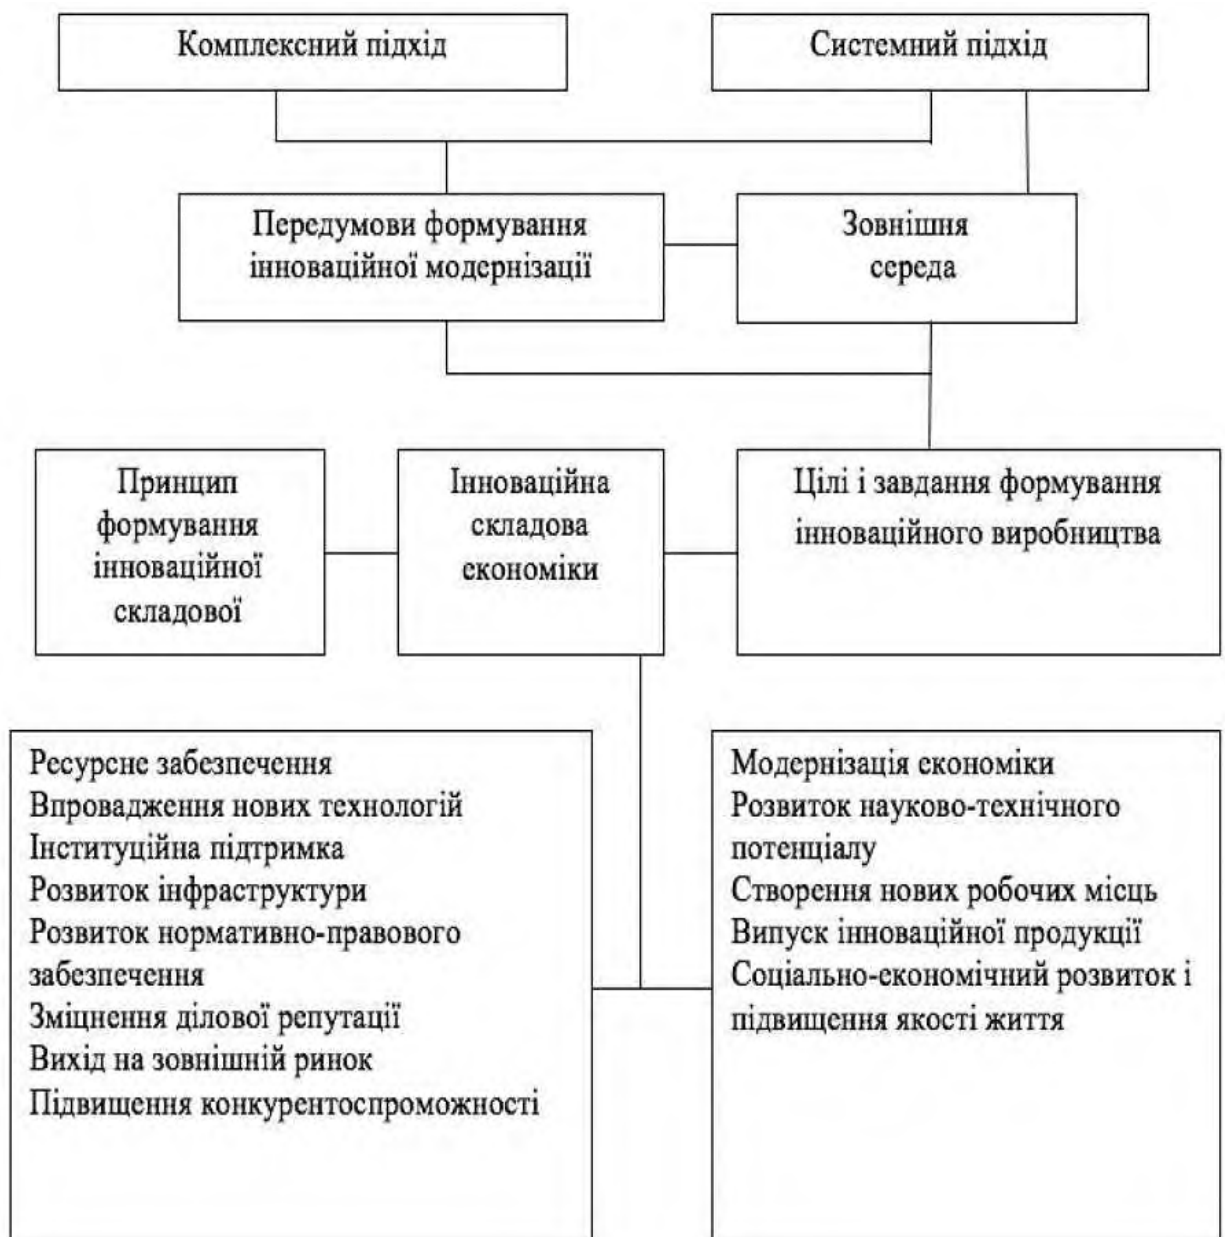 Комплексний підхід
Системний підхід
Передумови формування
інноваційної модернізації
Зовнішня
середа
Принцип
формування
інноваційної
складової
Інноваційна
складова
економіки
Цілі і завдання формування
інноваційного виробництва
Ресурсне забезпечення
Впровадження нових технологій
Інституційна підтримка
Розвиток інфраструктури
Розвиток нормативно-правового
забезпечення
Зміцнення ділової репутації
Вихід на зовнішній ринок
Підвищення конкурентоспроможності
Модернізація економіки
Розвиток науково-технічного
потенціалу
Створення нових робочих місць
Випуск інноваційної продукції
Соціально-економічний розвиток і
підвищення якості життя